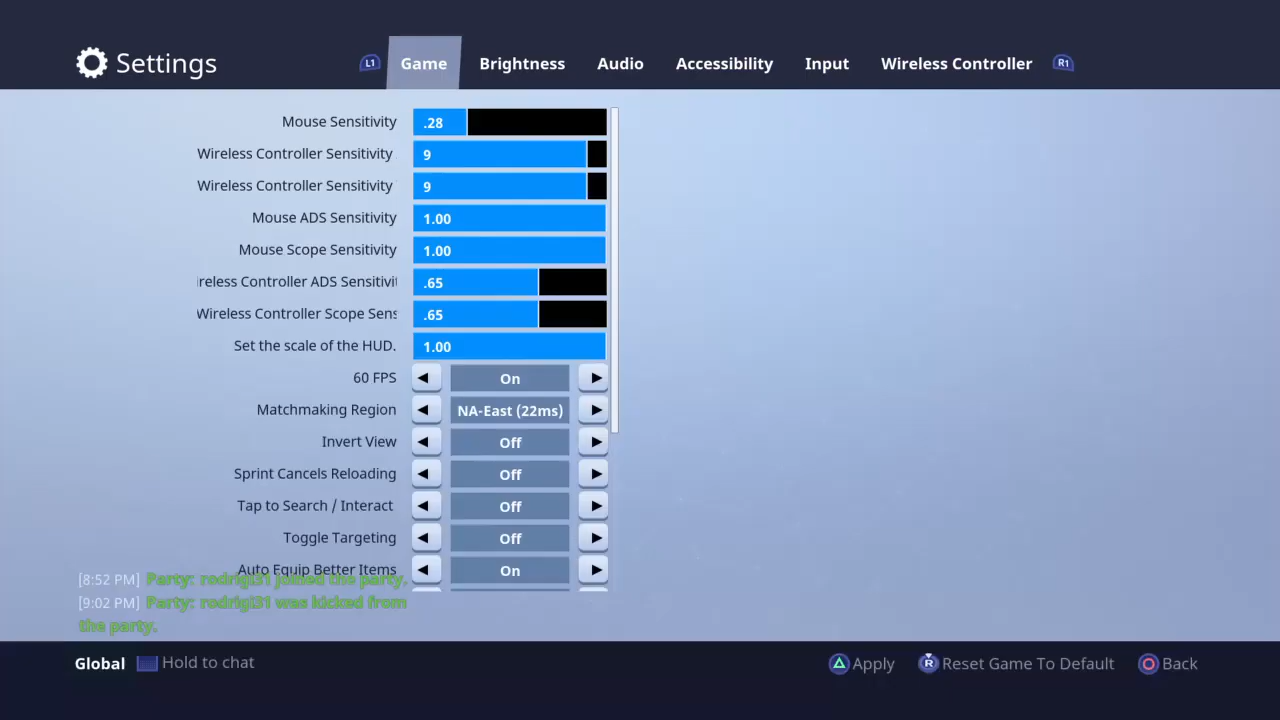 Settings
L1
Game
Brightness
Audio
Accessibility
Input
Wireless Controller
R1
Mouse Sensitivity .28
Wireless Controller Sensitivity 9
Wireless Controller Sensitivity 9
Mouse ADS Sensitivity 1.00
Mouse Scope Sensitivity 1.00
ireless Controller ADS Sensitivit .65
Wireless Controller Scope Sens .65
Set the scale of the HUD. 1.00
60 FPS On
Matchmaking Region NA-East (22ms)
Invert View Off
Sprint Cancels Reloading Off
Tap to Search / Interact Off
Toggle Targeting Off
Auto Equip Better Items On
[8:52 PM] Party: rodrigi31 joined the party.
[9:02 PM] Party: rodrigi31 was kicked from
the party.
Global Hold to chat
Apply
R Reset Game To Default
Back